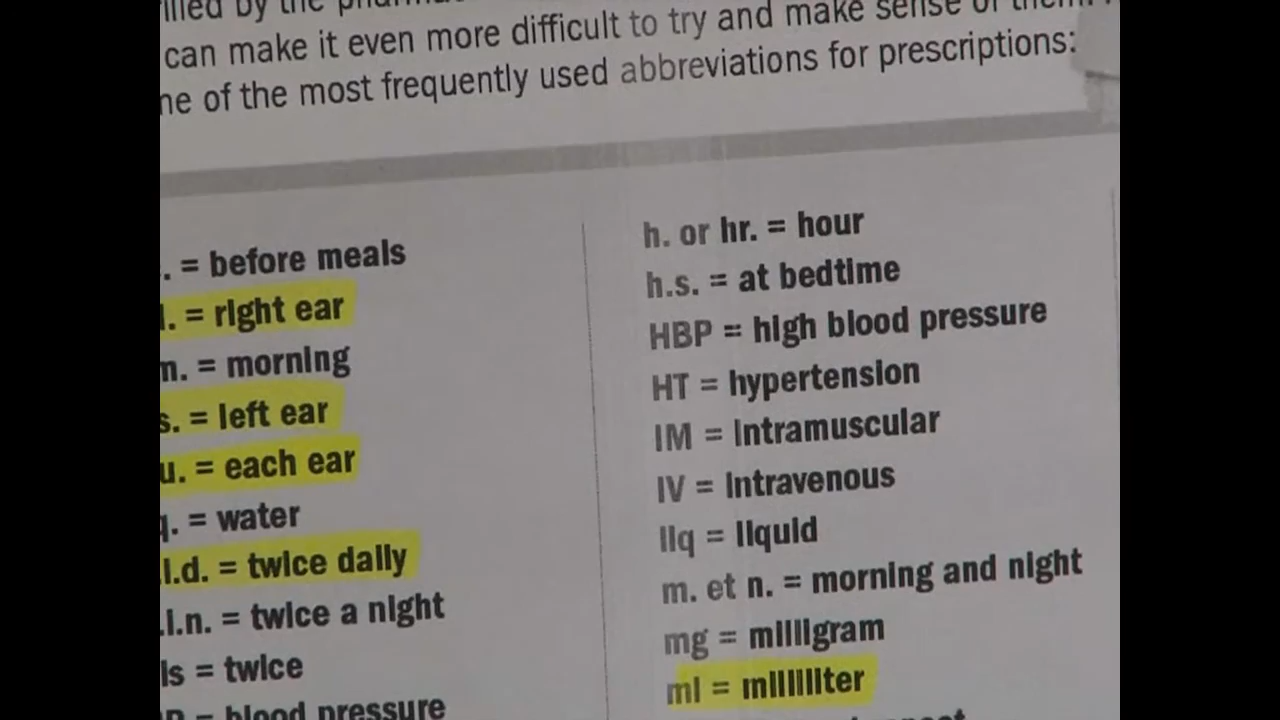 can make it even more difficult to try and make sense of
of the most frequently used abbreviations for prescriptions:
. = before meals
. = right ear
. = morning
s. = left ear
u. = each ear
. = water
.i.d. = twice daily
.i.n. = twice a night
is = twice
= blood pressure
h. or hr. = hour
h.s. = at bedtime
HBP = high blood pressure
HT = hypertension
IM = Intramuscular
IV = Intravenous
liq = liquid
m. et n. = morning and night
mg = milligram
ml = milliliter